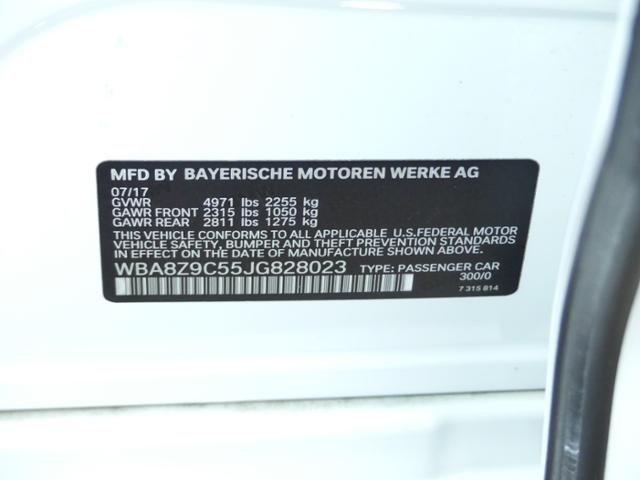 MFD BY BAYERISCHE MOTOREN WERKE AG
07/17
GVWR 4971 lbs 2255 kg
GAWR FRONT 2315 lbs 1050 kg
GAWR REAR 2811 lbs 1275 kg
THIS VEHICLE CONFORMS TO ALL APPLICABLE U.S.FEDERAL MOTOR
VEHICLE SAFETY, BUMPER, AND THEFT PREVENTION STANDARDS
IN EFFECT ON THE DATE OF MANUFACTURE SHOWN ABOVE.
WBA8Z9C55JG828023 TYPE: PASSENGER CAR
300/0
7 315 814